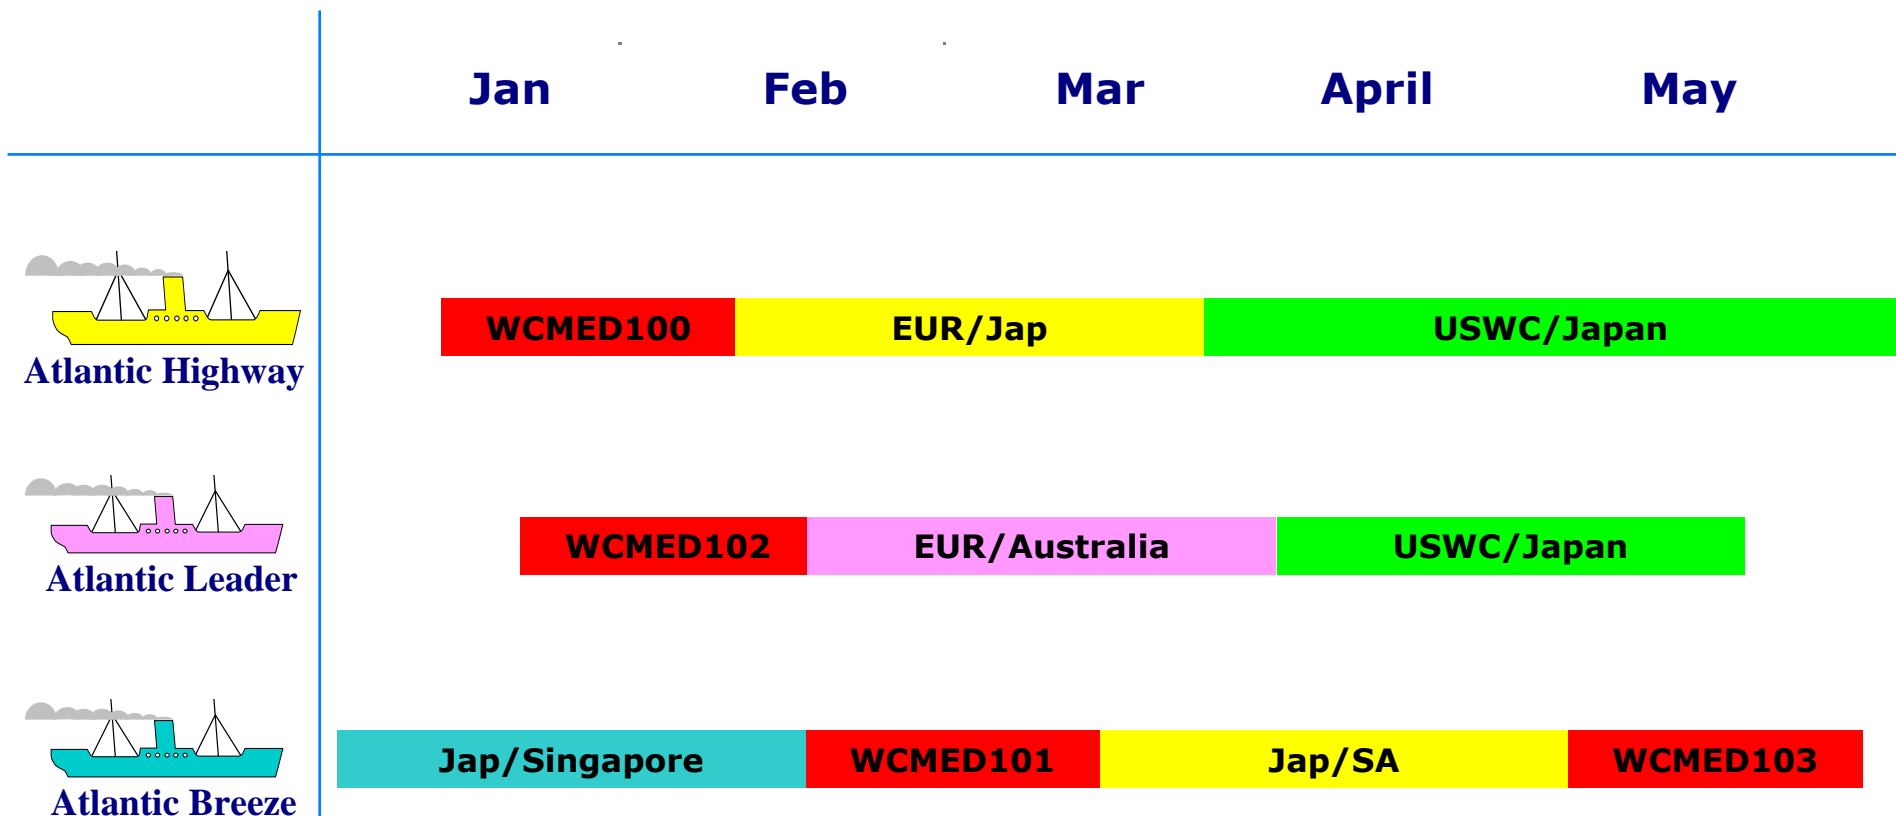 Jan Feb Mar April May
WCMED100 EUR/Jap USWC/Japan
Atlantic Highway
WCMED102 EUR/Australia USWC/Japan
Atlantic Leader
Jap/Singapore WCMED101 Jap/SA WCMED103
Atlantic Breeze